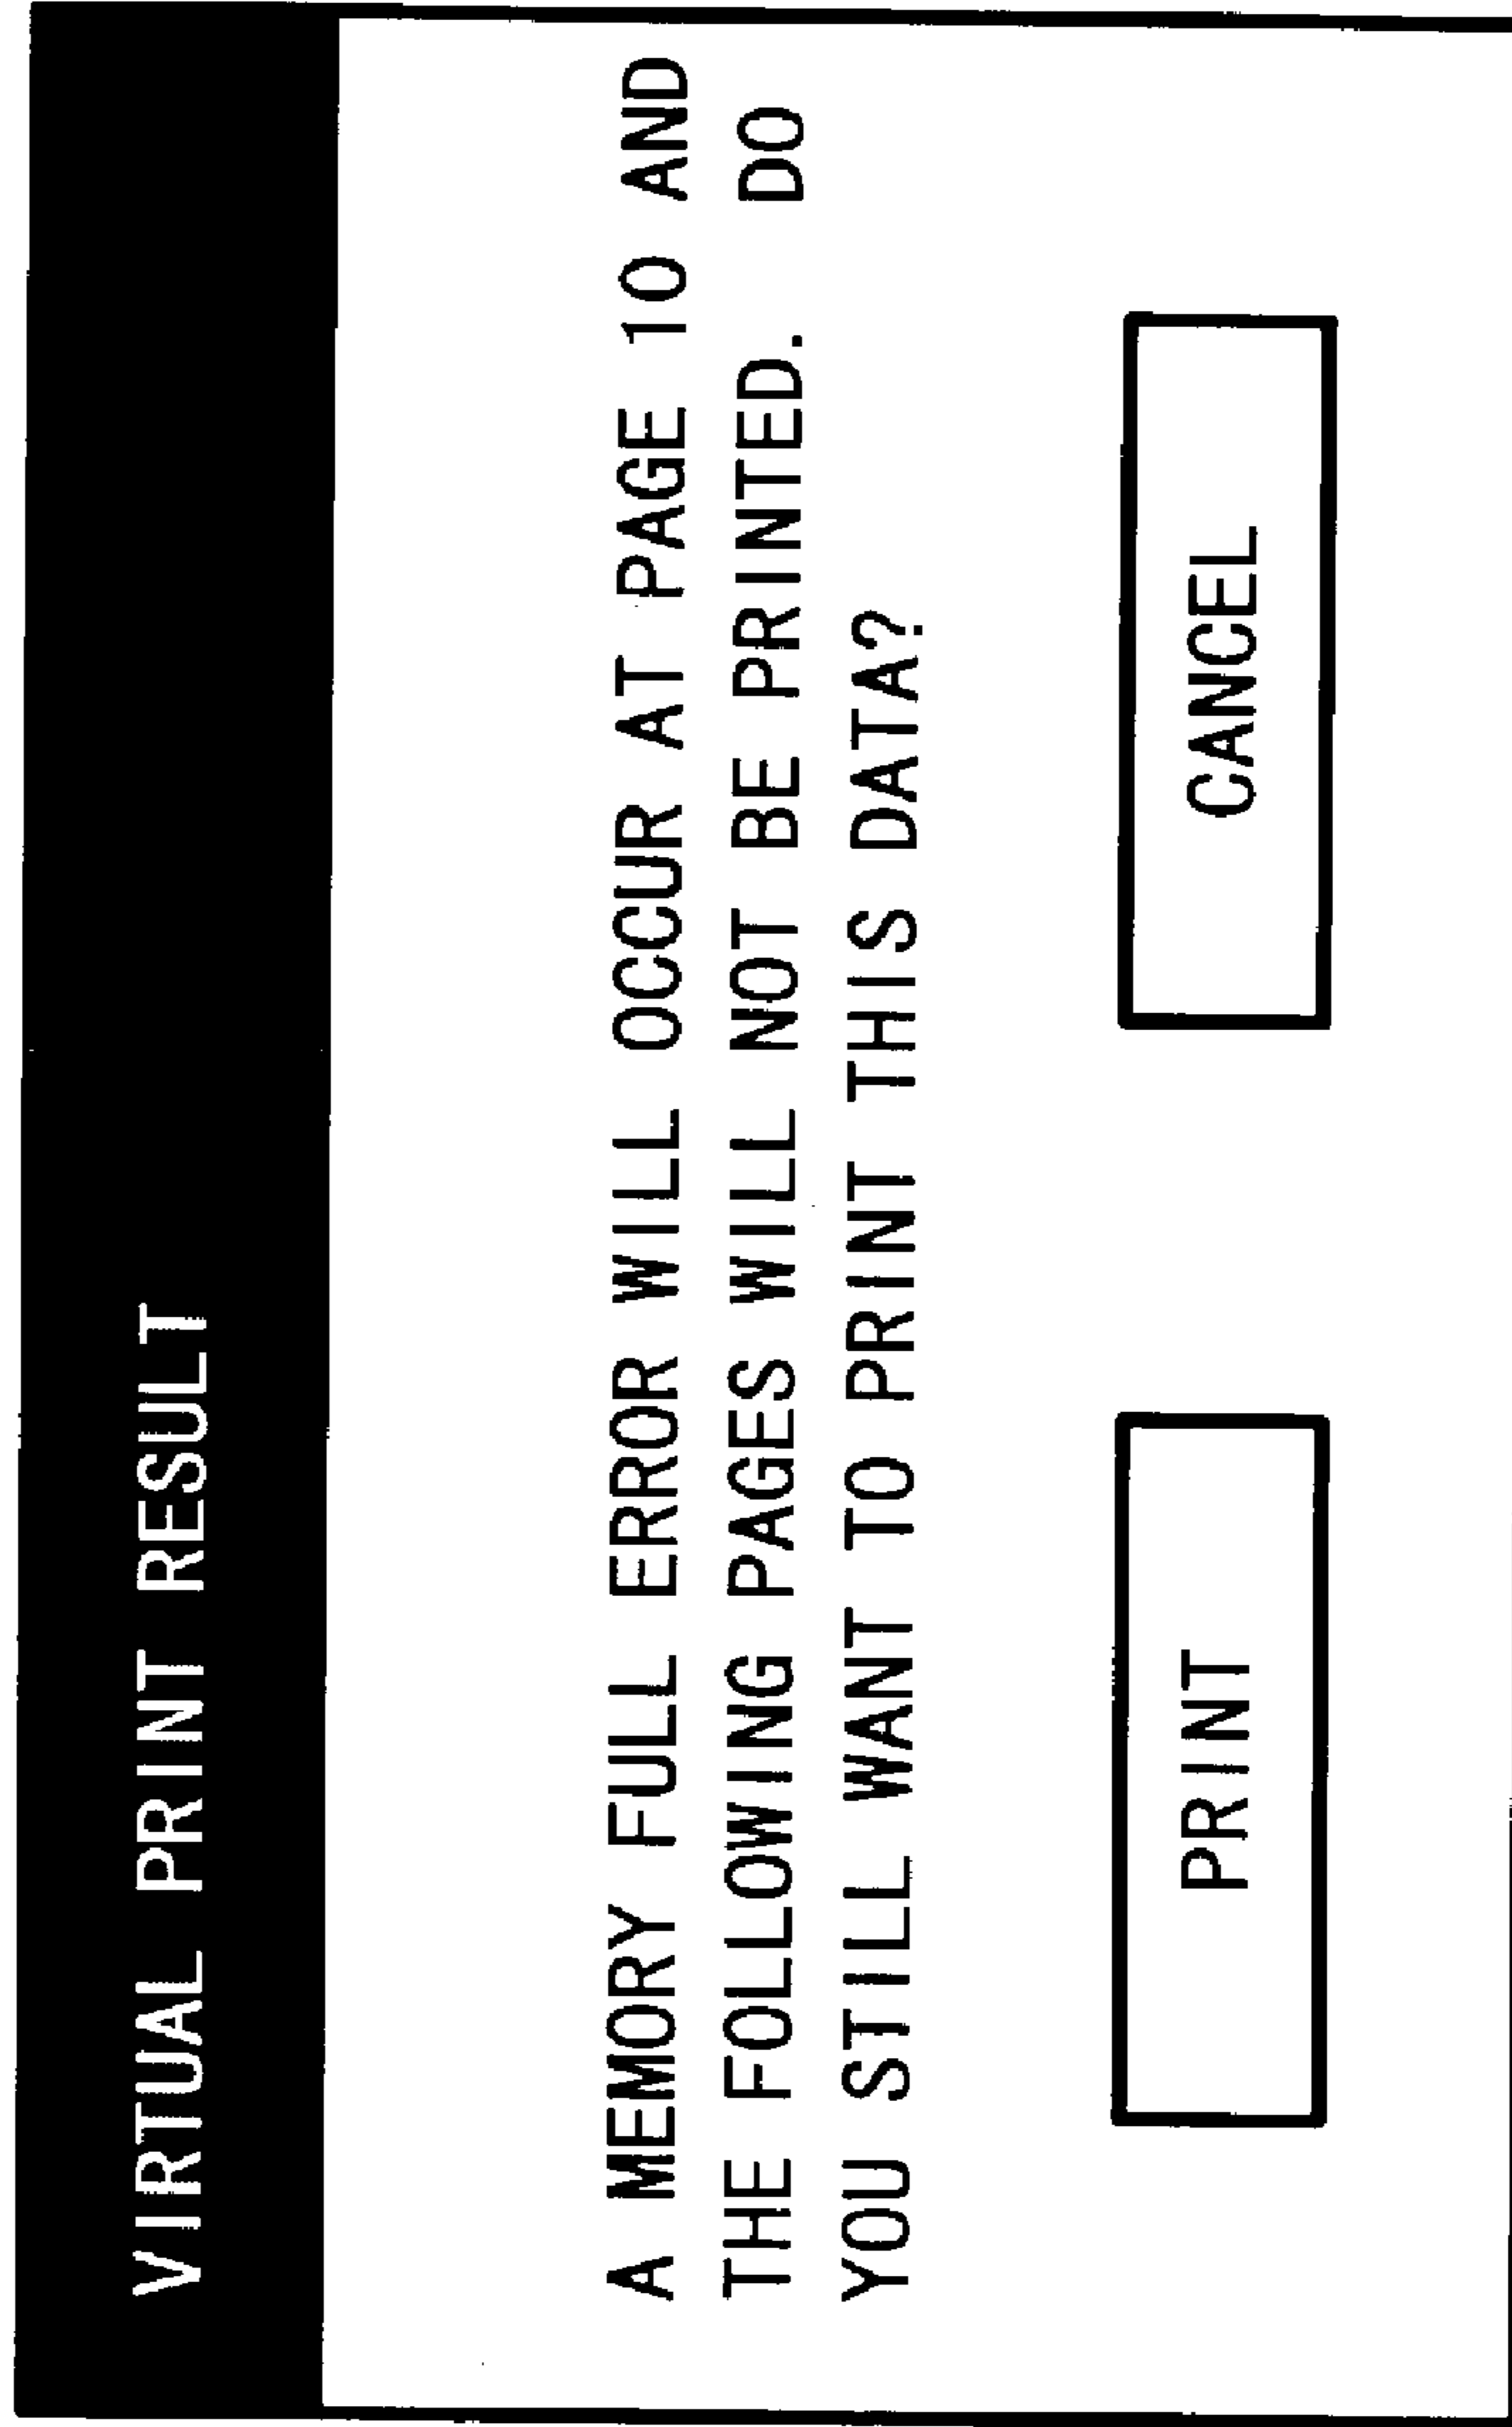 VIRTUAL PRINT RESULT
A MEMORY FULL ERROR WILL OCCUR AT PAGE 10 AND
THE FOLLOWING PAGES WILL NOT BE PRINTED. DO
YOU STILL WANT TO PRINT THIS DATA?
PRINT
CANCEL